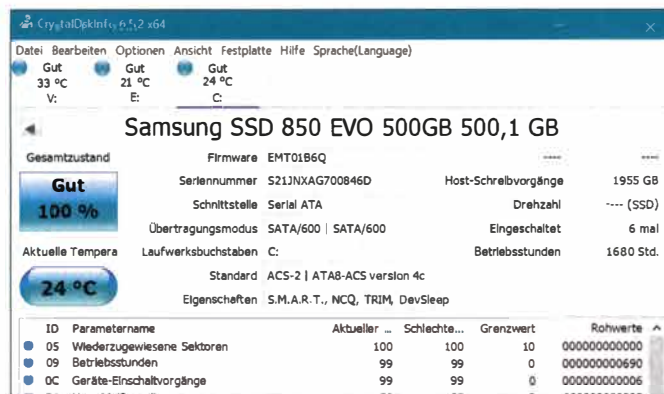 CrystalDiskInfo 6.5.2 x64
Datei Bearbeiten Optionen Ansicht Festplatte Hilfe Sprache(Language)
Gut Gut Gut
33 °C 21 °C 24 °C
V: E: C:
Samsung SSD 850 EVO 500GB 500,1 GB
Gesamtzustand Firmware EMT01B6Q ---- ----
Gut Seriennummer S21JNXAG700846D Host-Schreibvorgänge 1955 GB
100 % Schnittstelle Serial ATA Drehzahl ---- (SSD)
Übertragungsmodus SATA/600 | SATA/600 Eingeschaltet 6 mal
Aktuelle Tempera Laufwerksbuchstaben C: Betriebsstunden 1680 Std.
24 °C Standard ACS-2 | ATA8-ACS version 4c
Eigenschaften S.M.A.R.T., NCQ, TRIM, DevSleep
ID Parametername Aktueller ... Schlechte... Grenzwert Rohwerte
05 Wiederzugewiesene Sektoren 100 100 10 000000000000
09 Betriebsstunden 99 99 0 000000000690
0C Geräte-Einschaltvorgänge 99 99 0 000000000006